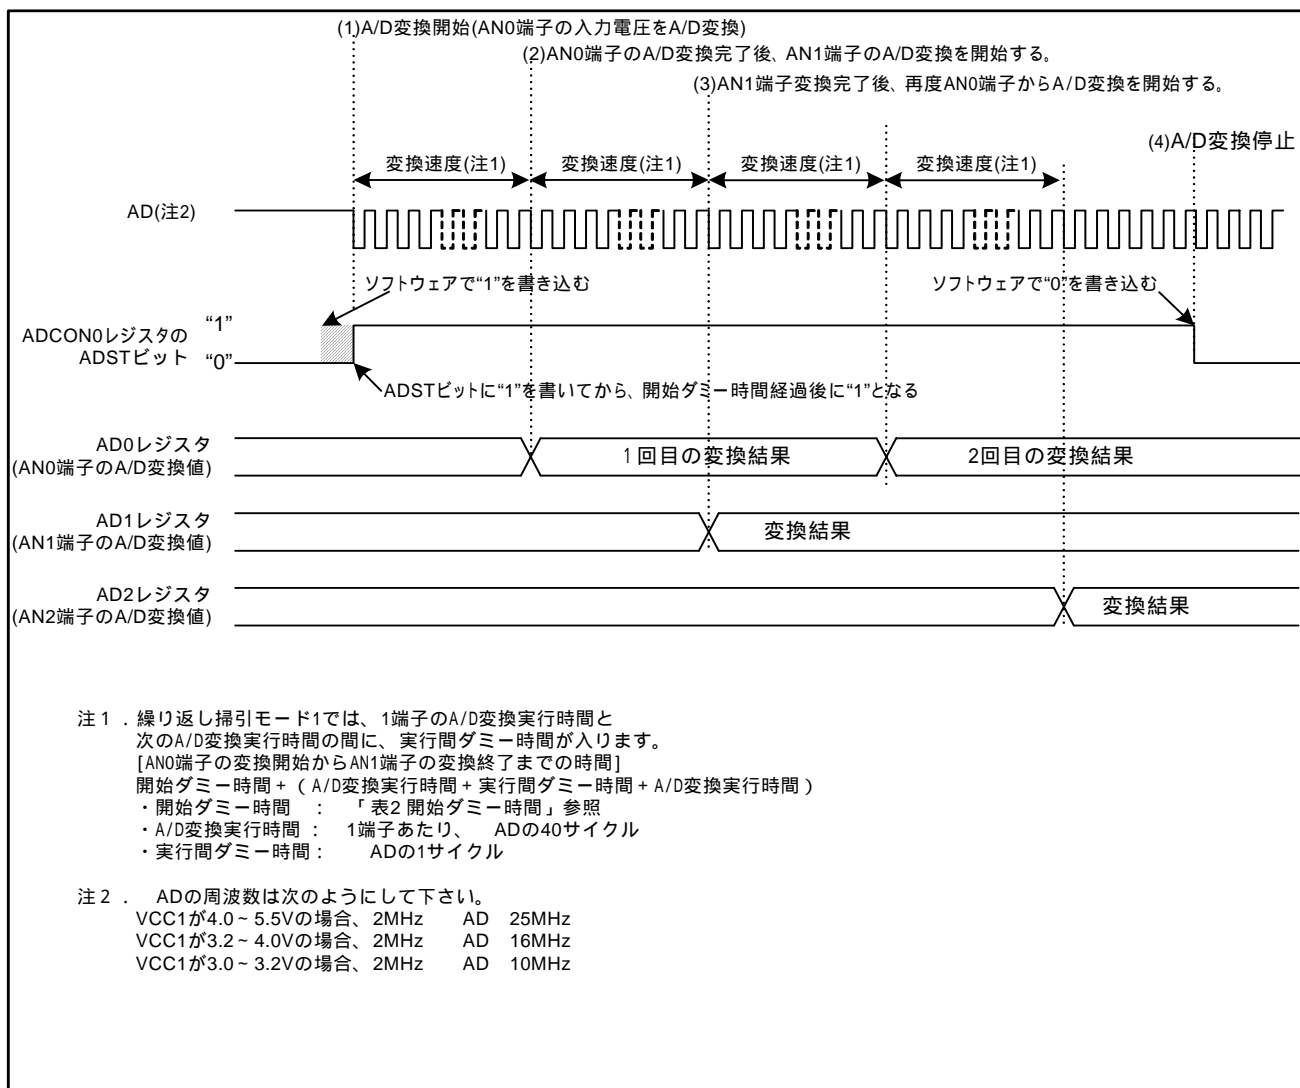 (1)A/D変換開始(AN0端子の入力電圧をA/D変換)
(2)AN0端子のA/D変換完了後、AN1端子のA/D変換を開始する。
(3)AN1端子変換完了後、再度AN0端子からA/D変換を開始する。
(4)A/D変換停止
変換速度(注1) 変換速度(注1) 変換速度(注1) 変換速度(注1)
AD(注2)
ソフトウェアで“1”を書き込む ソフトウェアで“0”を書き込む
ADCON0レジスタの “1”
ADSTビット “0”
ADSTビットに“1”を書いてから、開始ダミー時間経過後に“1”となる
AD0レジスタ
(AN0端子のA/D変換値) 1回目の変換結果 2回目の変換結果
AD1レジスタ
(AN1端子のA/D変換値) 変換結果
AD2レジスタ
(AN2端子のA/D変換値) 変換結果
注1．繰り返し掃引モード1では、1端子のA/D変換実行時間と
次のA/D変換実行時間の間に、実行間ダミー時間が入ります。
[AN0端子の変換開始からAN1端子の変換終了までの時間]
開始ダミー時間+（A/D変換実行時間+実行間ダミー時間+A/D変換実行時間）
・開始ダミー時間 ： 「表2 開始ダミー時間」参照
・A/D変換実行時間 ： 1端子あたり、 ADの40サイクル
・実行間ダミー時間： ADの1サイクル
注2． ADの周波数は次のようにして下さい。
VCC1が4.0～5.5Vの場合、2MHz AD 25MHz
VCC1が3.2～4.0Vの場合、2MHz AD 16MHz
VCC1が3.0～3.2Vの場合、2MHz AD 10MHz